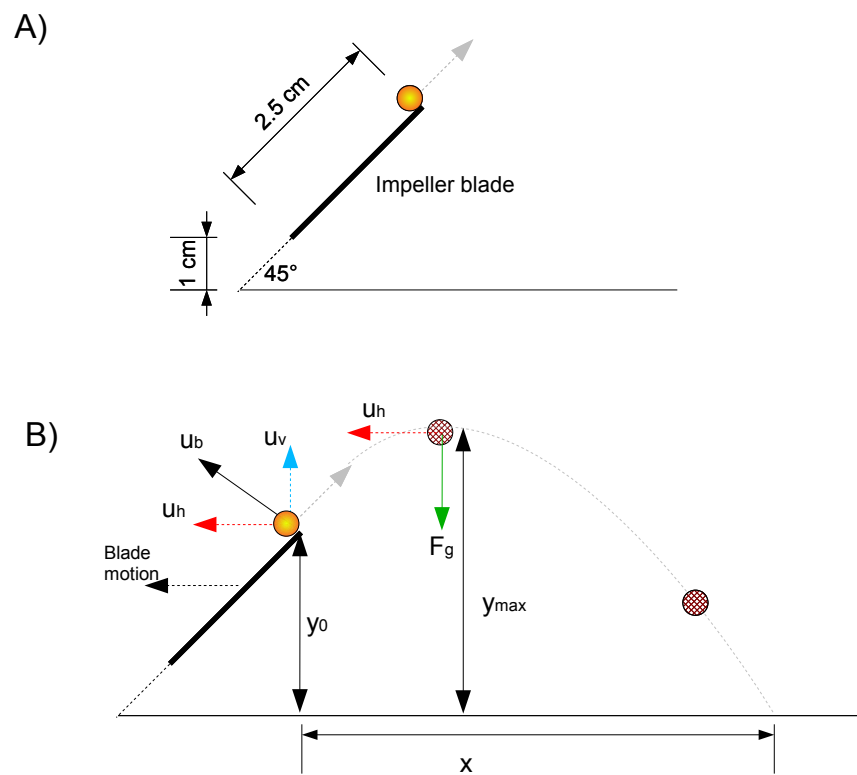 A)
2.5 cm
Impeller blade
1 cm
45°
B)
uh
ub
uv
uh
Fg
Blade
motion
y0
ymax
x